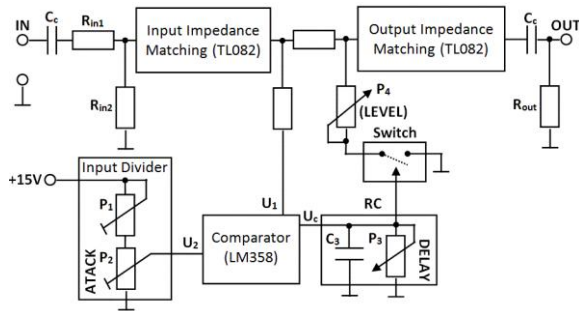 IN
Cc
Rin1
Input Impedance
Matching (TL082)
Output Impedance
Matching (TL082)
Cc
OUT
Rin2
P4
(LEVEL)
Rout
Switch
Input Divider
+15V
P1
P2
ATACK
U1
U2
Comparator
(LM358)
Uc
RC
C3
P3
DELAY